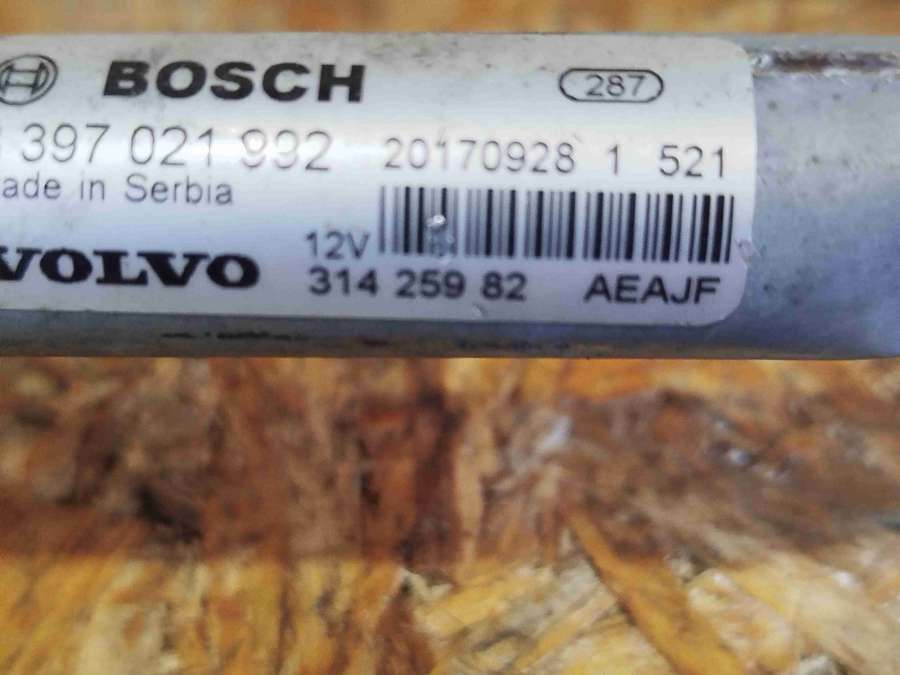 BOSCH 287
397 021 992 20170928 1 521
ade in Serbia
12V
VOLVO
314 259 82 AEAJF